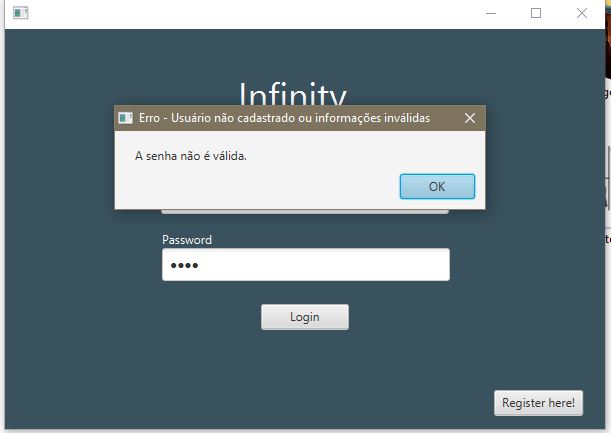 Infinity
Erro - Usuário não cadastrado ou informações inválidas
A senha não é válida.
OK
Password
Login
Register here!